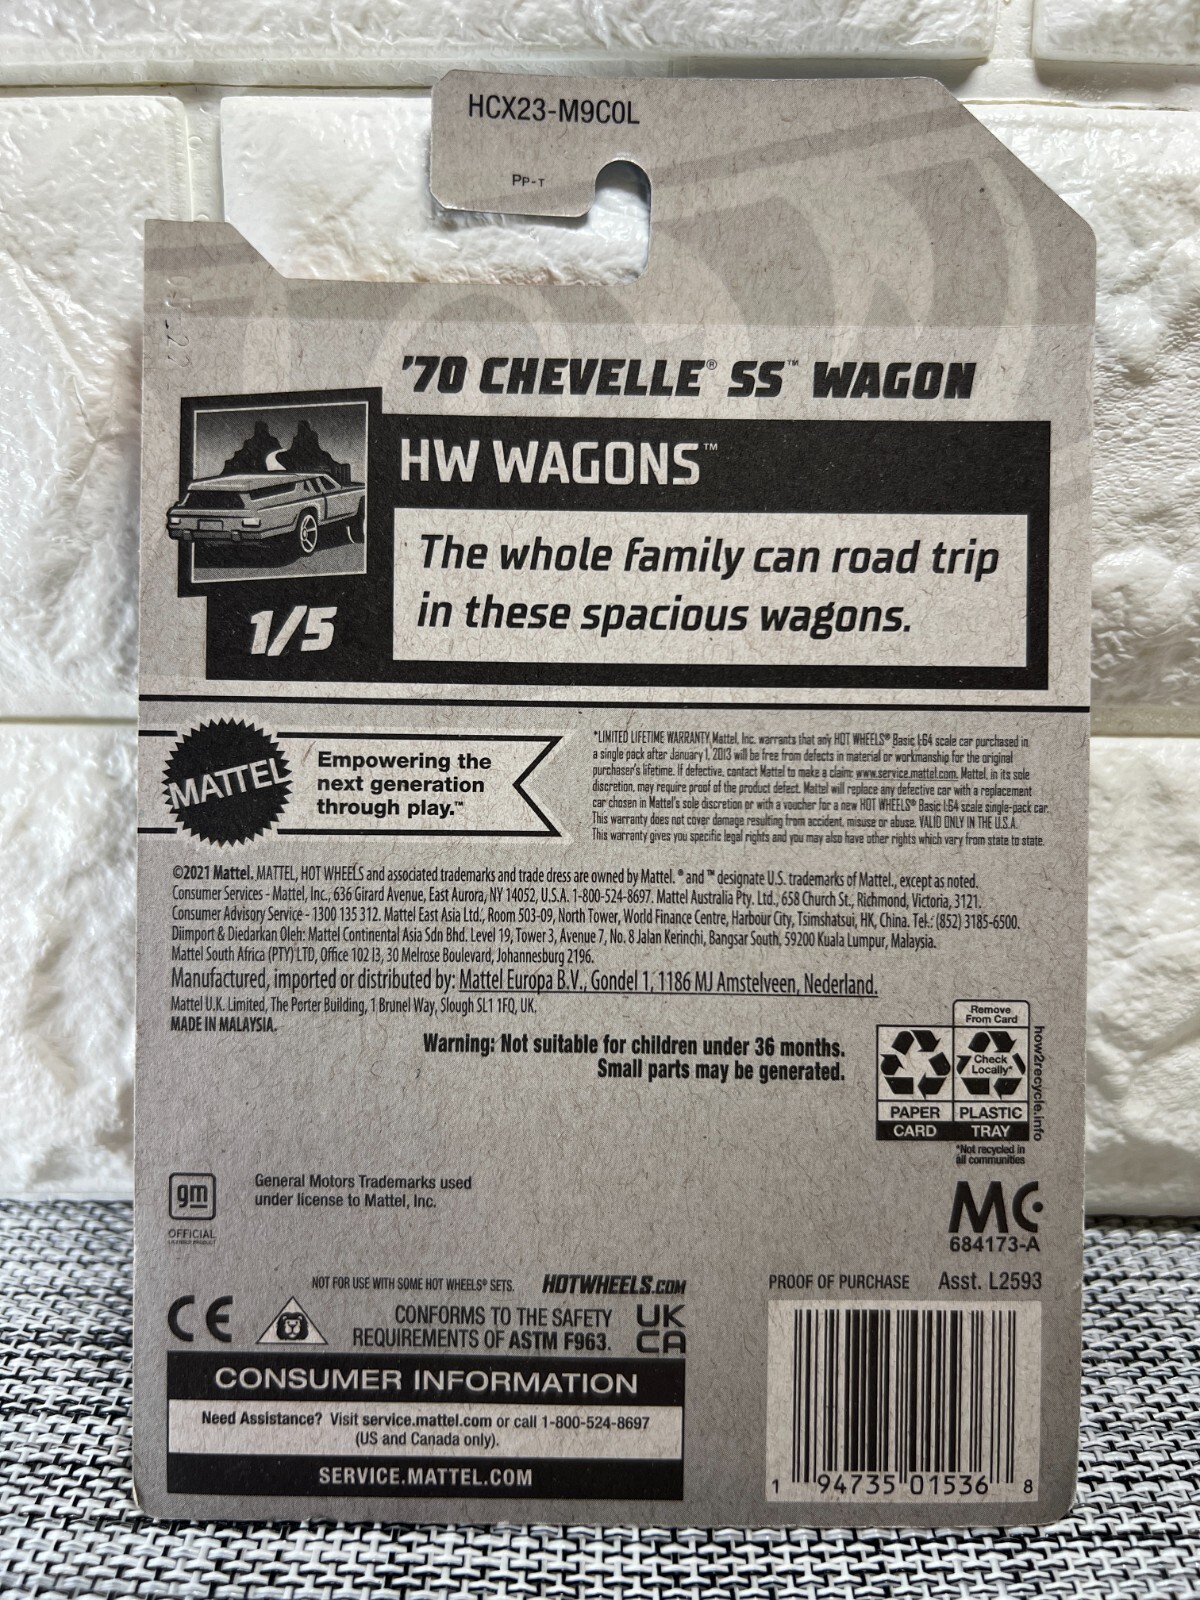 HCX23-M9C0L
PP-T
'70 CHEVELLE® SS™ WAGON
HW WAGONS™
The whole family can road trip
in these spacious wagons.
1/5
MATTEL
Empowering the
next generation
through play.™
*LIMITED LIFETIME WARRANTY. Mattel, Inc. warrants that any HOT WHEELS® Basic 1:64 scale car purchased in
a single pack after January 1, 2013 will be free from defects in material or workmanship for the original
purchaser's lifetime. If defective, contact Mattel to make a claim: www.service.mattel.com. Mattel, in its sole
discretion, may require proof of the product defect. Mattel will replace any defective car with a replacement
car chosen in Mattel's sole discretion or with a voucher for a new HOT WHEELS® Basic 1:64 scale single-pack car.
This warranty does not cover damage resulting from accident, misuse or abuse. VALID ONLY IN THE U.S.A.
This warranty gives you specific legal rights and you may also have other rights which vary from state to state.
©2021 Mattel. MATTEL, HOT WHEELS and associated trademarks and trade dress are owned by Mattel. ® and ™ designate U.S. trademarks of Mattel., except as noted.
Consumer Services - Mattel, Inc., 636 Girard Avenue, East Aurora, NY 14052, U.S.A. 1-800-524-8697. Mattel Australia Pty. Ltd., 658 Church St., Richmond, Victoria, 3121.
Consumer Advisory Service - 1300 135 312. Mattel East Asia Ltd., Room 503-09, North Tower, World Finance Centre, Harbour City, Tsimshatsui, HK, China. Tel.: (852) 3185-6500.
Diimport & Diedarkan Oleh: Mattel Continental Asia Sdn Bhd. Level 19, Tower 3, Avenue 7, No. 8 Jalan Kerinchi, Bangsar South, 59200 Kuala Lumpur, Malaysia.
Mattel South Africa (PTY) LTD, Office 102 I3, 30 Melrose Boulevard, Johannesburg 2196.
Manufactured, imported or distributed by: Mattel Europa B.V., Gondel 1, 1186 MJ Amstelveen, Nederland.
Mattel U.K. Limited, The Porter Building, 1 Brunel Way, Slough SL1 1FQ, UK.
MADE IN MALAYSIA.
Warning: Not suitable for children under 36 months.
Small parts may be generated.
Remove
From Card
Check
Locally*
PAPER
PLASTIC
CARD
TRAY
how2recycle.info
*Not recycled in
all communities
gm
OFFICIAL
LICENSED PRODUCT
General Motors Trademarks used
under license to Mattel, Inc.
MC
684173-A
NOT FOR USE WITH SOME HOT WHEELS® SETS.
HOTWHEELS.COM
PROOF OF PURCHASE
Asst. L2593
CE
CONFORMS TO THE SAFETY
REQUIREMENTS OF ASTM F963.
UK
CA
CONSUMER INFORMATION
Need Assistance? Visit service.mattel.com or call 1-800-524-8697
(US and Canada only).
SERVICE.MATTEL.COM
1 94735 01536 8